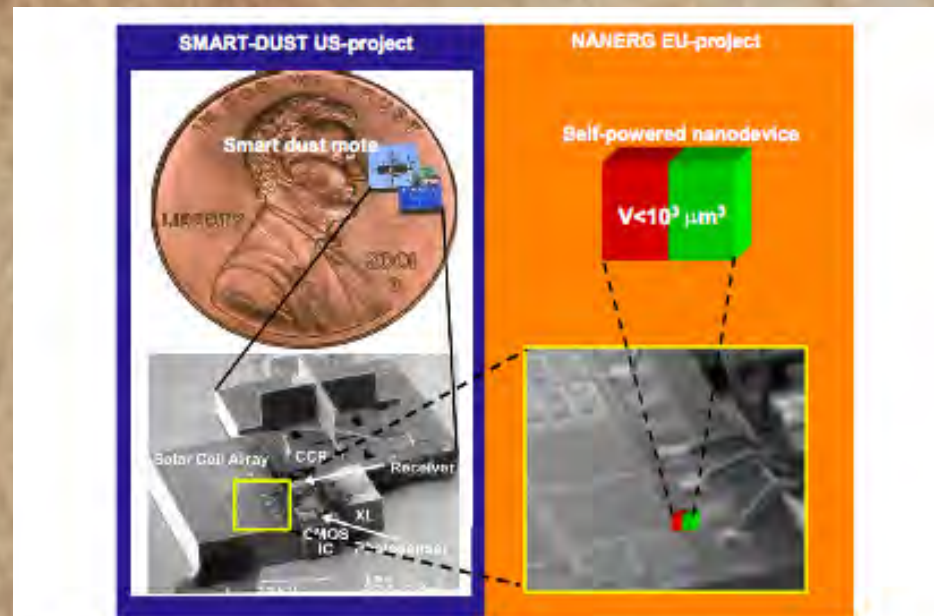 SMART-DUST US-project
Smart dust mote
LIBERTY
2001
Solar Cell Array
CCR
Receiver
XL
CMOS
IC
Photosensor
NANERG EU-project
Self-powered nanodevice
V<10³ μm³